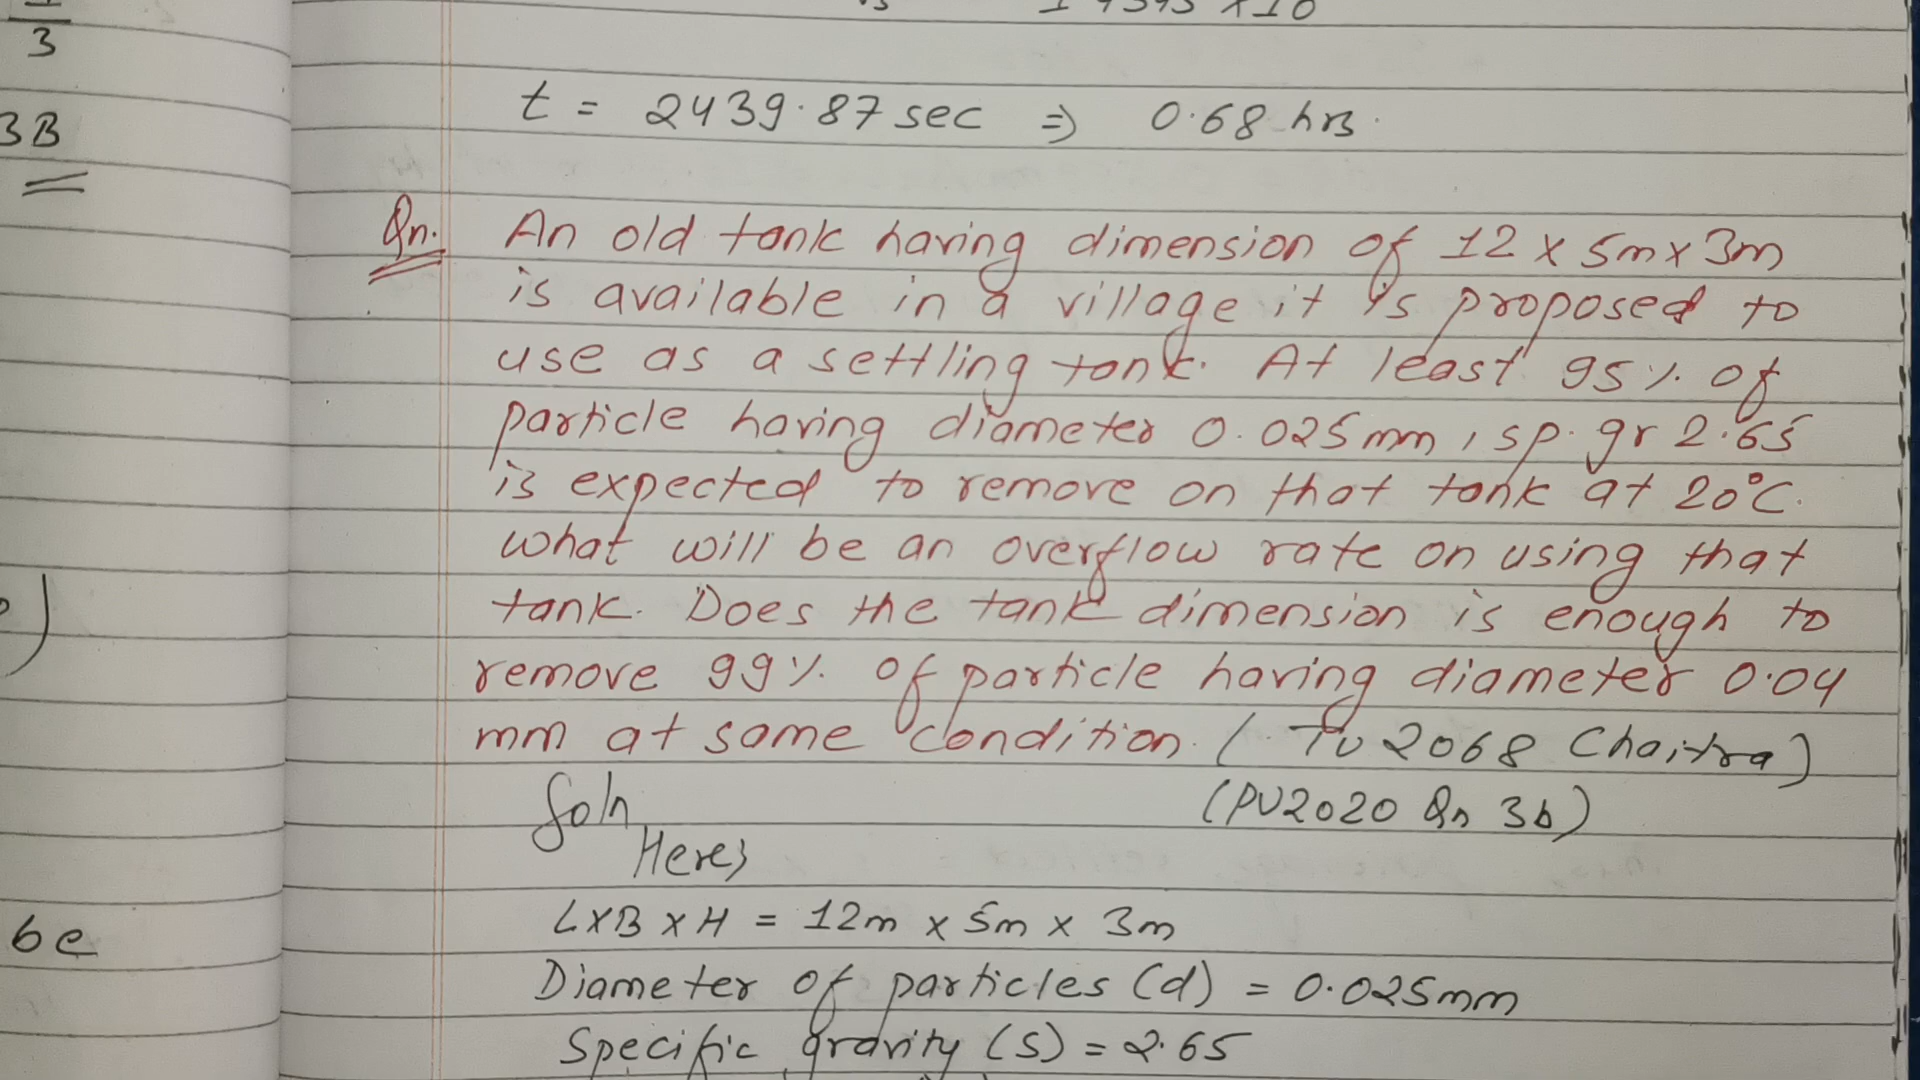 3
3B
t = 2439.87 sec ⇒ 0.68 hrs.
Qn. An old tank having dimension of 12 x 5m x 3m
is available in a village it is proposed to
use as a settling tank. At least 95% of
particle having diameter 0.025mm, sp. gr 2.65
is expected to remove on that tank at 20°C.
what will be an overflow rate on using that
tank. Does the tank dimension is enough to
remove 99% of particle having diameter 0.04
mm at same condition. (TU 2068 Chaitra)
(PU2020 Qn 3b)
Soln
Here,
LXBXH = 12m x 5m x 3m
be
Diameter of particles (d) = 0.025mm
Specific gravity (S) = 2.65